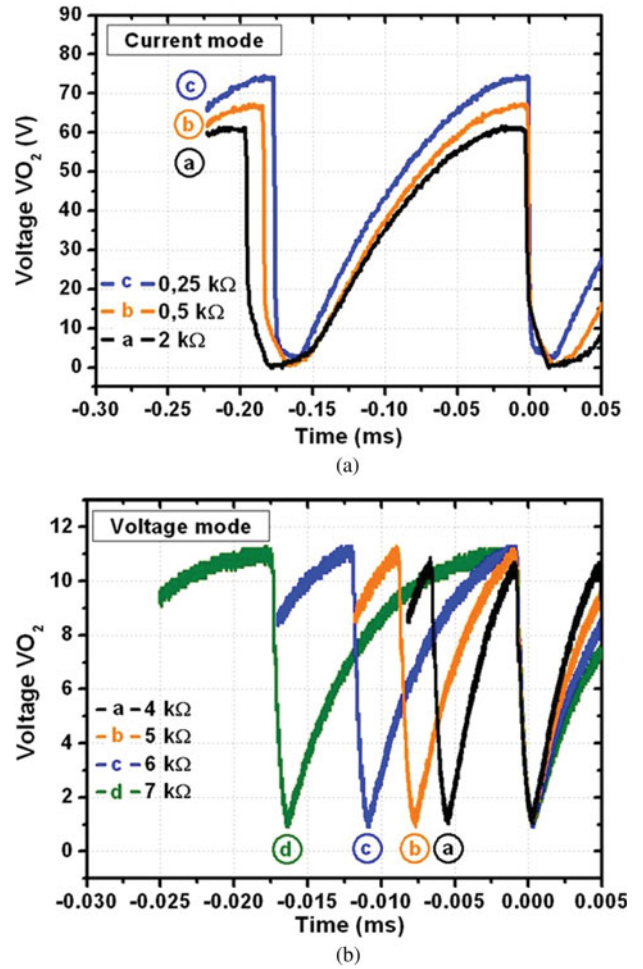 Current mode
Voltage VO2 (V)
90
80
70
60
50
40
30
20
10
0
c
b
a
c 0,25 kΩ
b 0,5 kΩ
a 2 kΩ
-0.30 -0.25 -0.20 -0.15 -0.10 -0.05 0.00 0.05
Time (ms)
(a)
Voltage mode
Voltage VO2
12
10
8
6
4
2
0
a 4 kΩ
b 5 kΩ
c 6 kΩ
d 7 kΩ
d c b a
-0.030 -0.025 -0.020 -0.015 -0.010 -0.005 0.000 0.005
Time (ms)
(b)